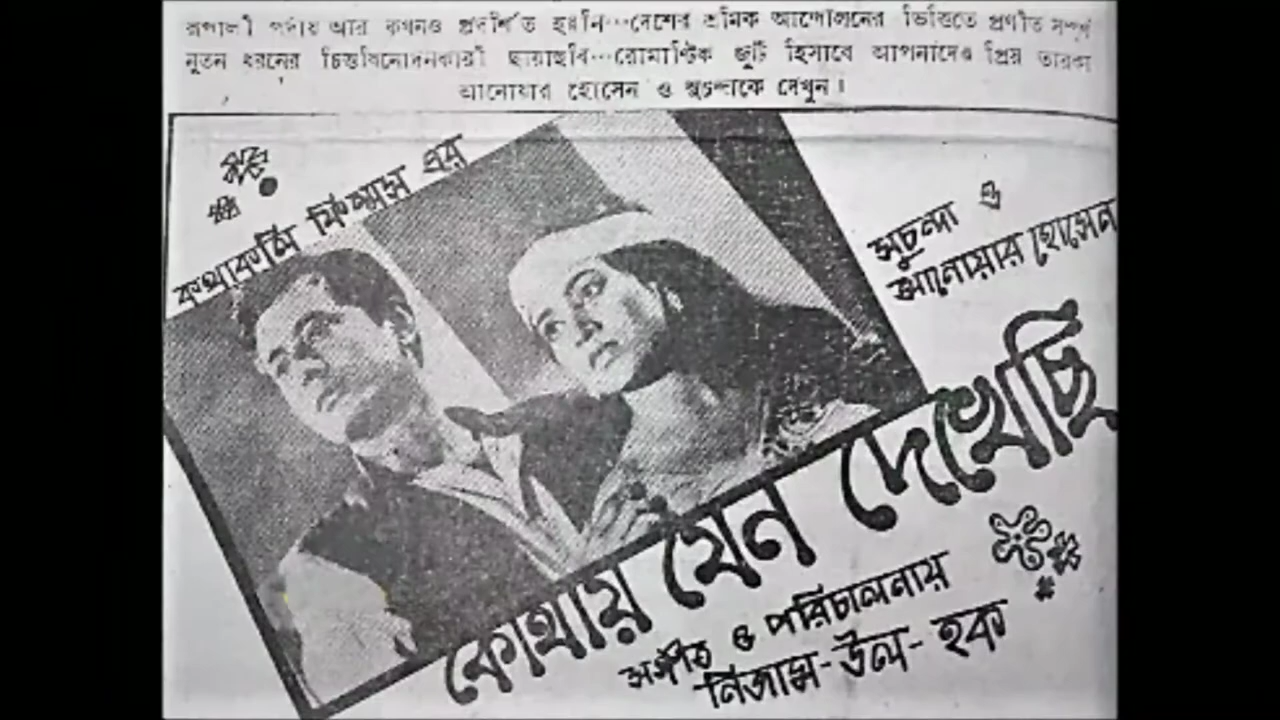 রূপালী পর্দায় আর কখনও প্রদর্শিত হয়নি...দেশের শ্রমিক আন্দোলনের ভিত্তিতে প্রণীত সম্পূর্ণ
নূতন ধরনের চিত্তবিনোদনকারী ছায়াছবি...রোমান্টিক জুটি হিসাবে আপনাদের প্রিয় তারকা
আনোয়ার হোসেন ও সুচন্দাকে দেখুন।
কথাকলি ফিল্মস এর
সুচন্দা ও
আনোয়ার হোসেন
কোথায় যেন দেখেছি
সংগীত ও পরিচালনায়
নিজাম-উল-হক